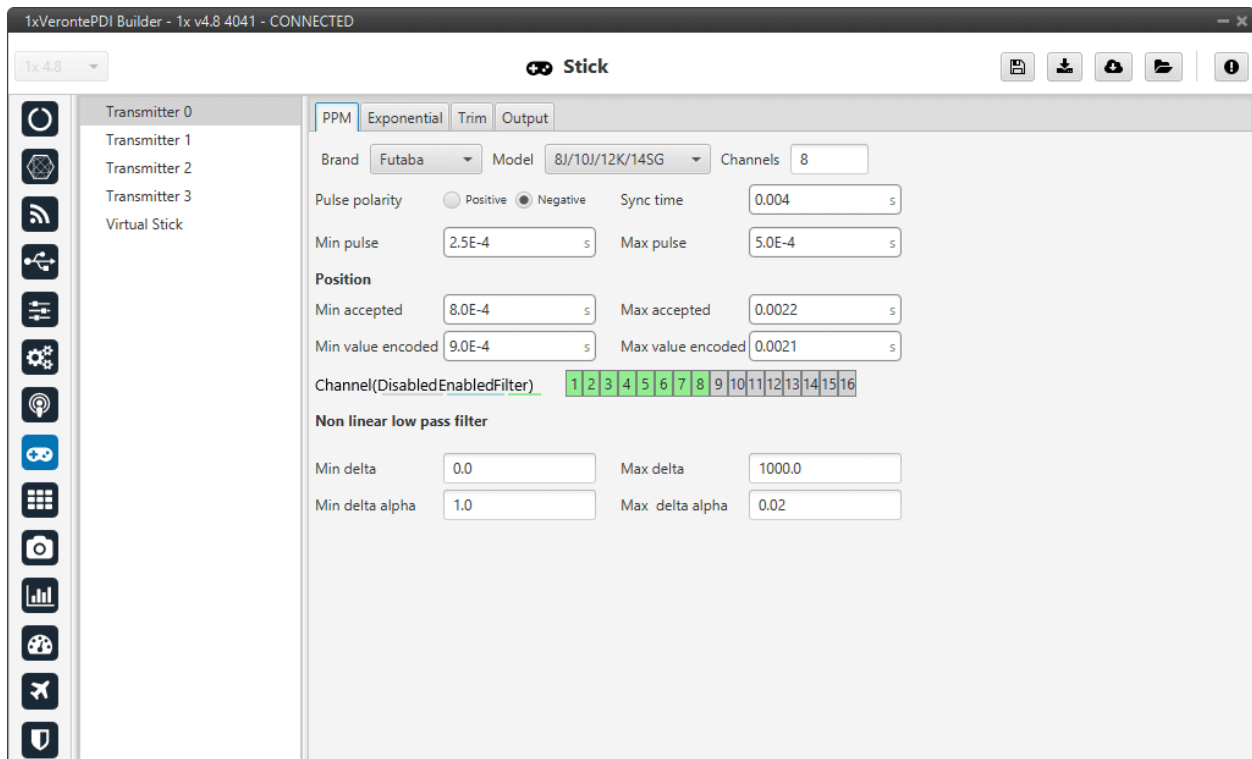 1xVerontePDI Builder - 1x v4.8 4041 - CONNECTED
1x 4.8
Stick
Transmitter 0
Transmitter 1
Transmitter 2
Transmitter 3
Virtual Stick
PPM Exponential Trim Output
Brand Futaba Model 8J/10J/12K/14SG Channels 8
Pulse polarity Positive Negative Sync time 0.004 s
Min pulse 2.5E-4 s Max pulse 5.0E-4 s
Position
Min accepted 8.0E-4 s Max accepted 0.0022 s
Min value encoded 9.0E-4 s Max value encoded 0.0021 s
Channel(DisabledEnabledFilter) 1 2 3 4 5 6 7 8 9 10 11 12 13 14 15 16
Non linear low pass filter
Min delta 0.0 Max delta 1000.0
Min delta alpha 1.0 Max delta alpha 0.02